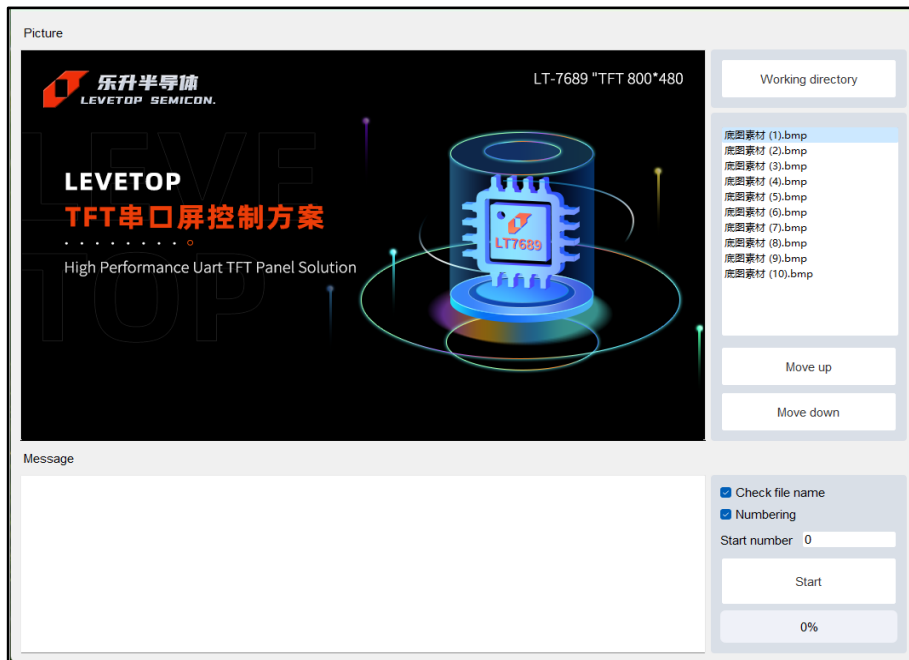 Picture
乐升半导体
LEVETOP SEMICON.
LT-7689 "TFT 800*480
LEVE
TOP
LEVETOP
TFT串口屏控制方案
High Performance Uart TFT Panel Solution
LT7689
Working directory
底图素材 (1).bmp
底图素材 (2).bmp
底图素材 (3).bmp
底图素材 (4).bmp
底图素材 (5).bmp
底图素材 (6).bmp
底图素材 (7).bmp
底图素材 (8).bmp
底图素材 (9).bmp
底图素材 (10).bmp
Move up
Move down
Message
Check file name
Numbering
Start number 0
Start
0%